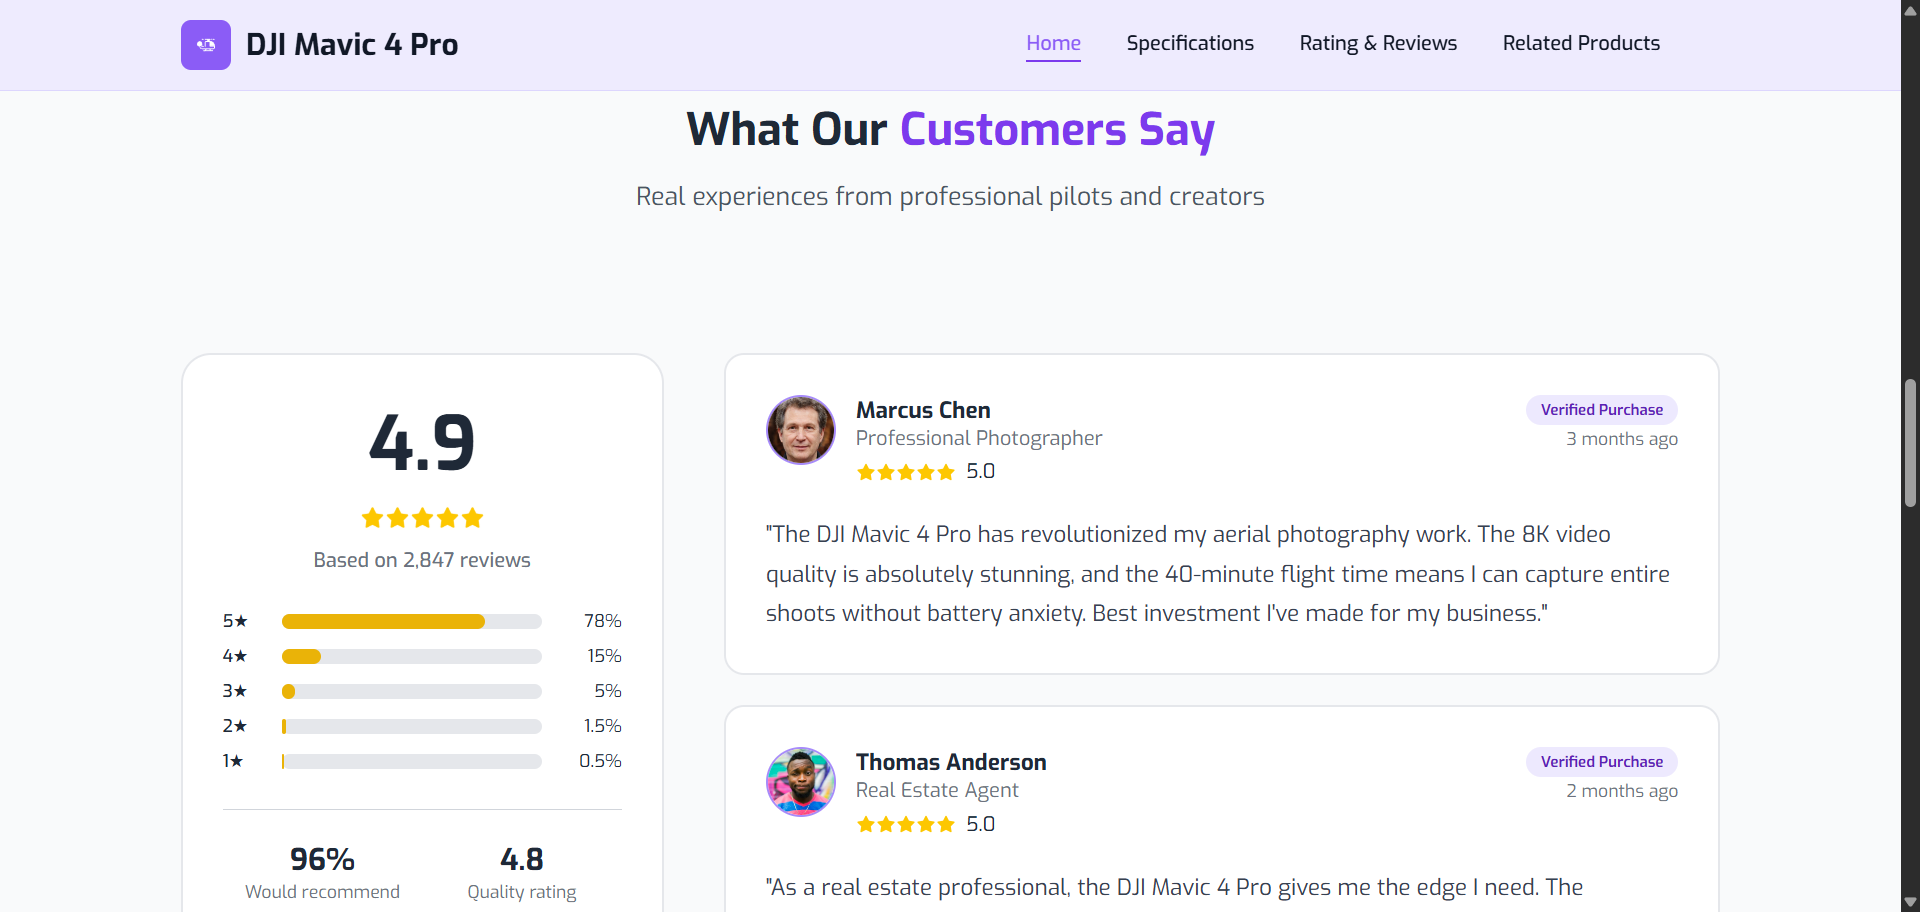 DJI Mavic 4 Pro
Home
Specifications
Rating & Reviews
Related Products
What Our Customers Say
Real experiences from professional pilots and creators
4.9
Based on 2,847 reviews
5★ 78%
4★ 15%
3★ 5%
2★ 1.5%
1★ 0.5%
96%
Would recommend
4.8
Quality rating
Marcus Chen
Professional Photographer
5.0
Verified Purchase
3 months ago
"The DJI Mavic 4 Pro has revolutionized my aerial photography work. The 8K video
quality is absolutely stunning, and the 40-minute flight time means I can capture entire
shoots without battery anxiety. Best investment I've made for my business."
Thomas Anderson
Real Estate Agent
5.0
Verified Purchase
2 months ago
"As a real estate professional, the DJI Mavic 4 Pro gives me the edge I need. The